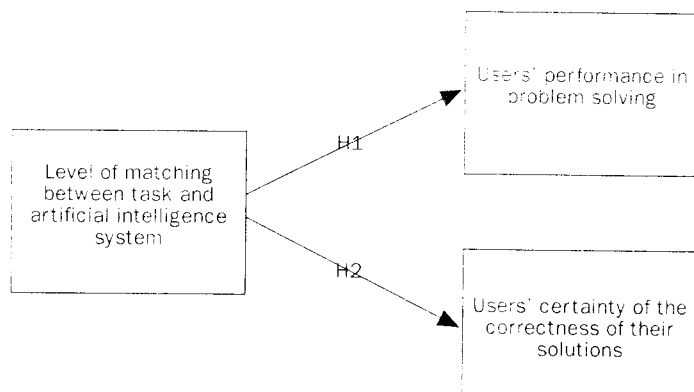 Users' performance in
problem solving
H1
Level of matching
between task and
artificial intelligence
system
H2
Users' certainty of the
correctness of their
solutions